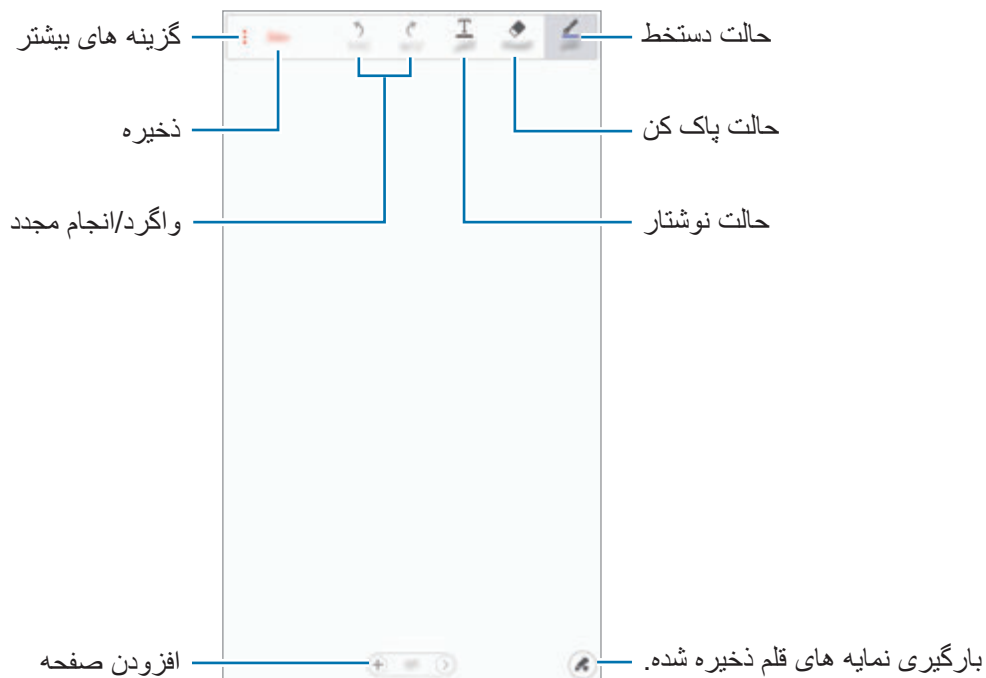 حالت دستخط
گزینه های بیشتر
حالت پاک کن
ذخیره
حالت نوشتار
واگرد/انجام مجدد
بارگیری نمایه های قلم ذخیره شده.
افزودن صفحه